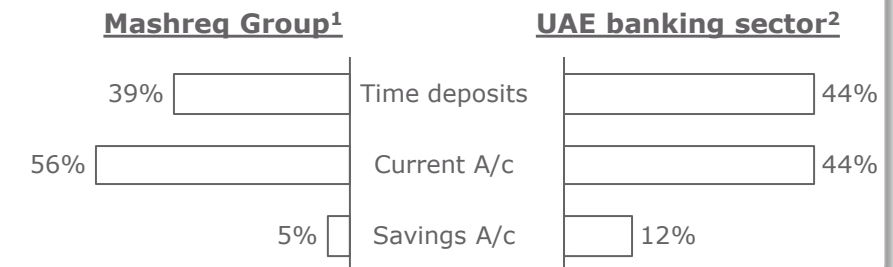 Mashreq Group1 UAE banking sector2
39% Time deposits 44%
56% Current A/c 44%
5% Savings A/c 12%